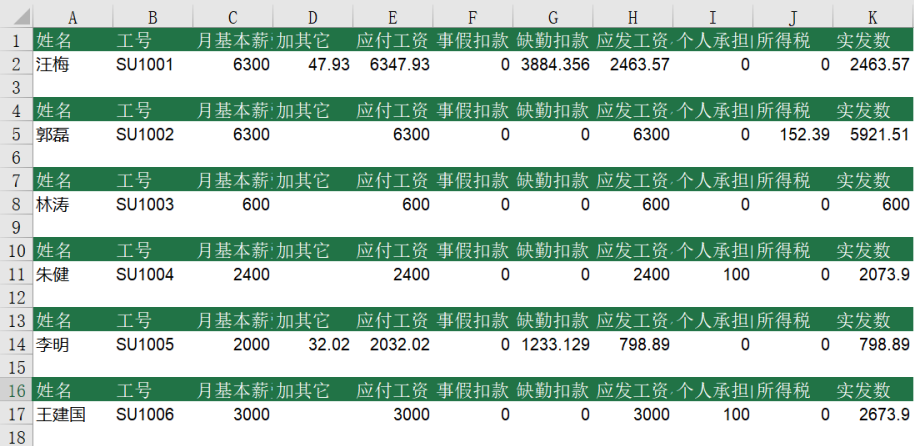 A B C D E F G H I J K
1 姓名 工号 月基本薪 加其它 应付工资 事假扣款 缺勤扣款 应发工资 个人承担 所得税 实发数
2 汪梅 SU1001 6300 47.93 6347.93 0 3884.356 2463.57 0 0 2463.57
3
4 姓名 工号 月基本薪 加其它 应付工资 事假扣款 缺勤扣款 应发工资 个人承担 所得税 实发数
5 郭磊 SU1002 6300 6300 0 0 6300 0 152.39 5921.51
6
7 姓名 工号 月基本薪 加其它 应付工资 事假扣款 缺勤扣款 应发工资 个人承担 所得税 实发数
8 林涛 SU1003 600 600 0 0 600 0 0 600
9
10 姓名 工号 月基本薪 加其它 应付工资 事假扣款 缺勤扣款 应发工资 个人承担 所得税 实发数
11 朱健 SU1004 2400 2400 0 0 2400 100 0 2073.9
12
13 姓名 工号 月基本薪 加其它 应付工资 事假扣款 缺勤扣款 应发工资 个人承担 所得税 实发数
14 李明 SU1005 2000 32.02 2032.02 0 1233.129 798.89 0 0 798.89
15
16 姓名 工号 月基本薪 加其它 应付工资 事假扣款 缺勤扣款 应发工资 个人承担 所得税 实发数
17 王建国 SU1006 3000 3000 0 0 3000 100 0 2673.9
18